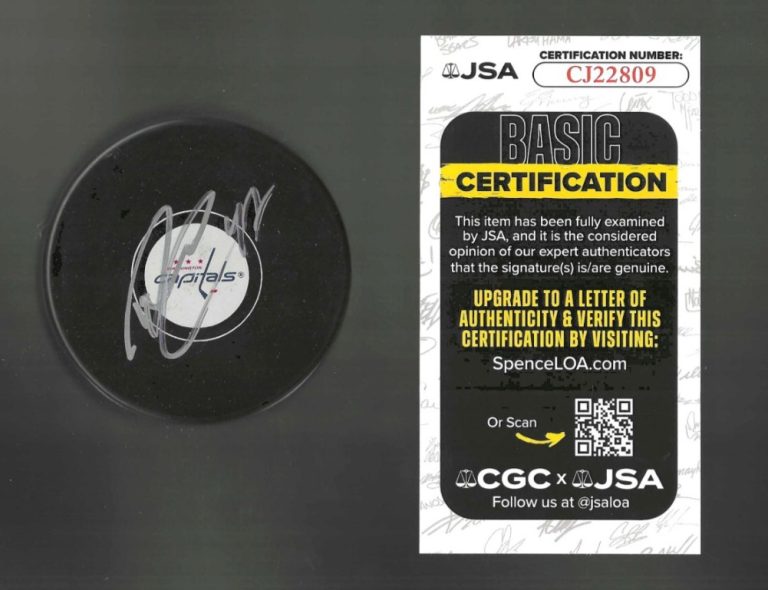 WASHINGTON
capitals®
JSA
CERTIFICATION NUMBER:
CJ22809
BASIC
CERTIFICATION
This item has been fully examined
by JSA, and it is the considered
opinion of our expert authenticators
that the signature(s) is/are genuine.
UPGRADE TO A LETTER OF
AUTHENTICITY & VERIFY THIS
CERTIFICATION BY VISITING:
SpenceLOA.com
Or Scan
CGC x JSA
Follow us at @jsaloa